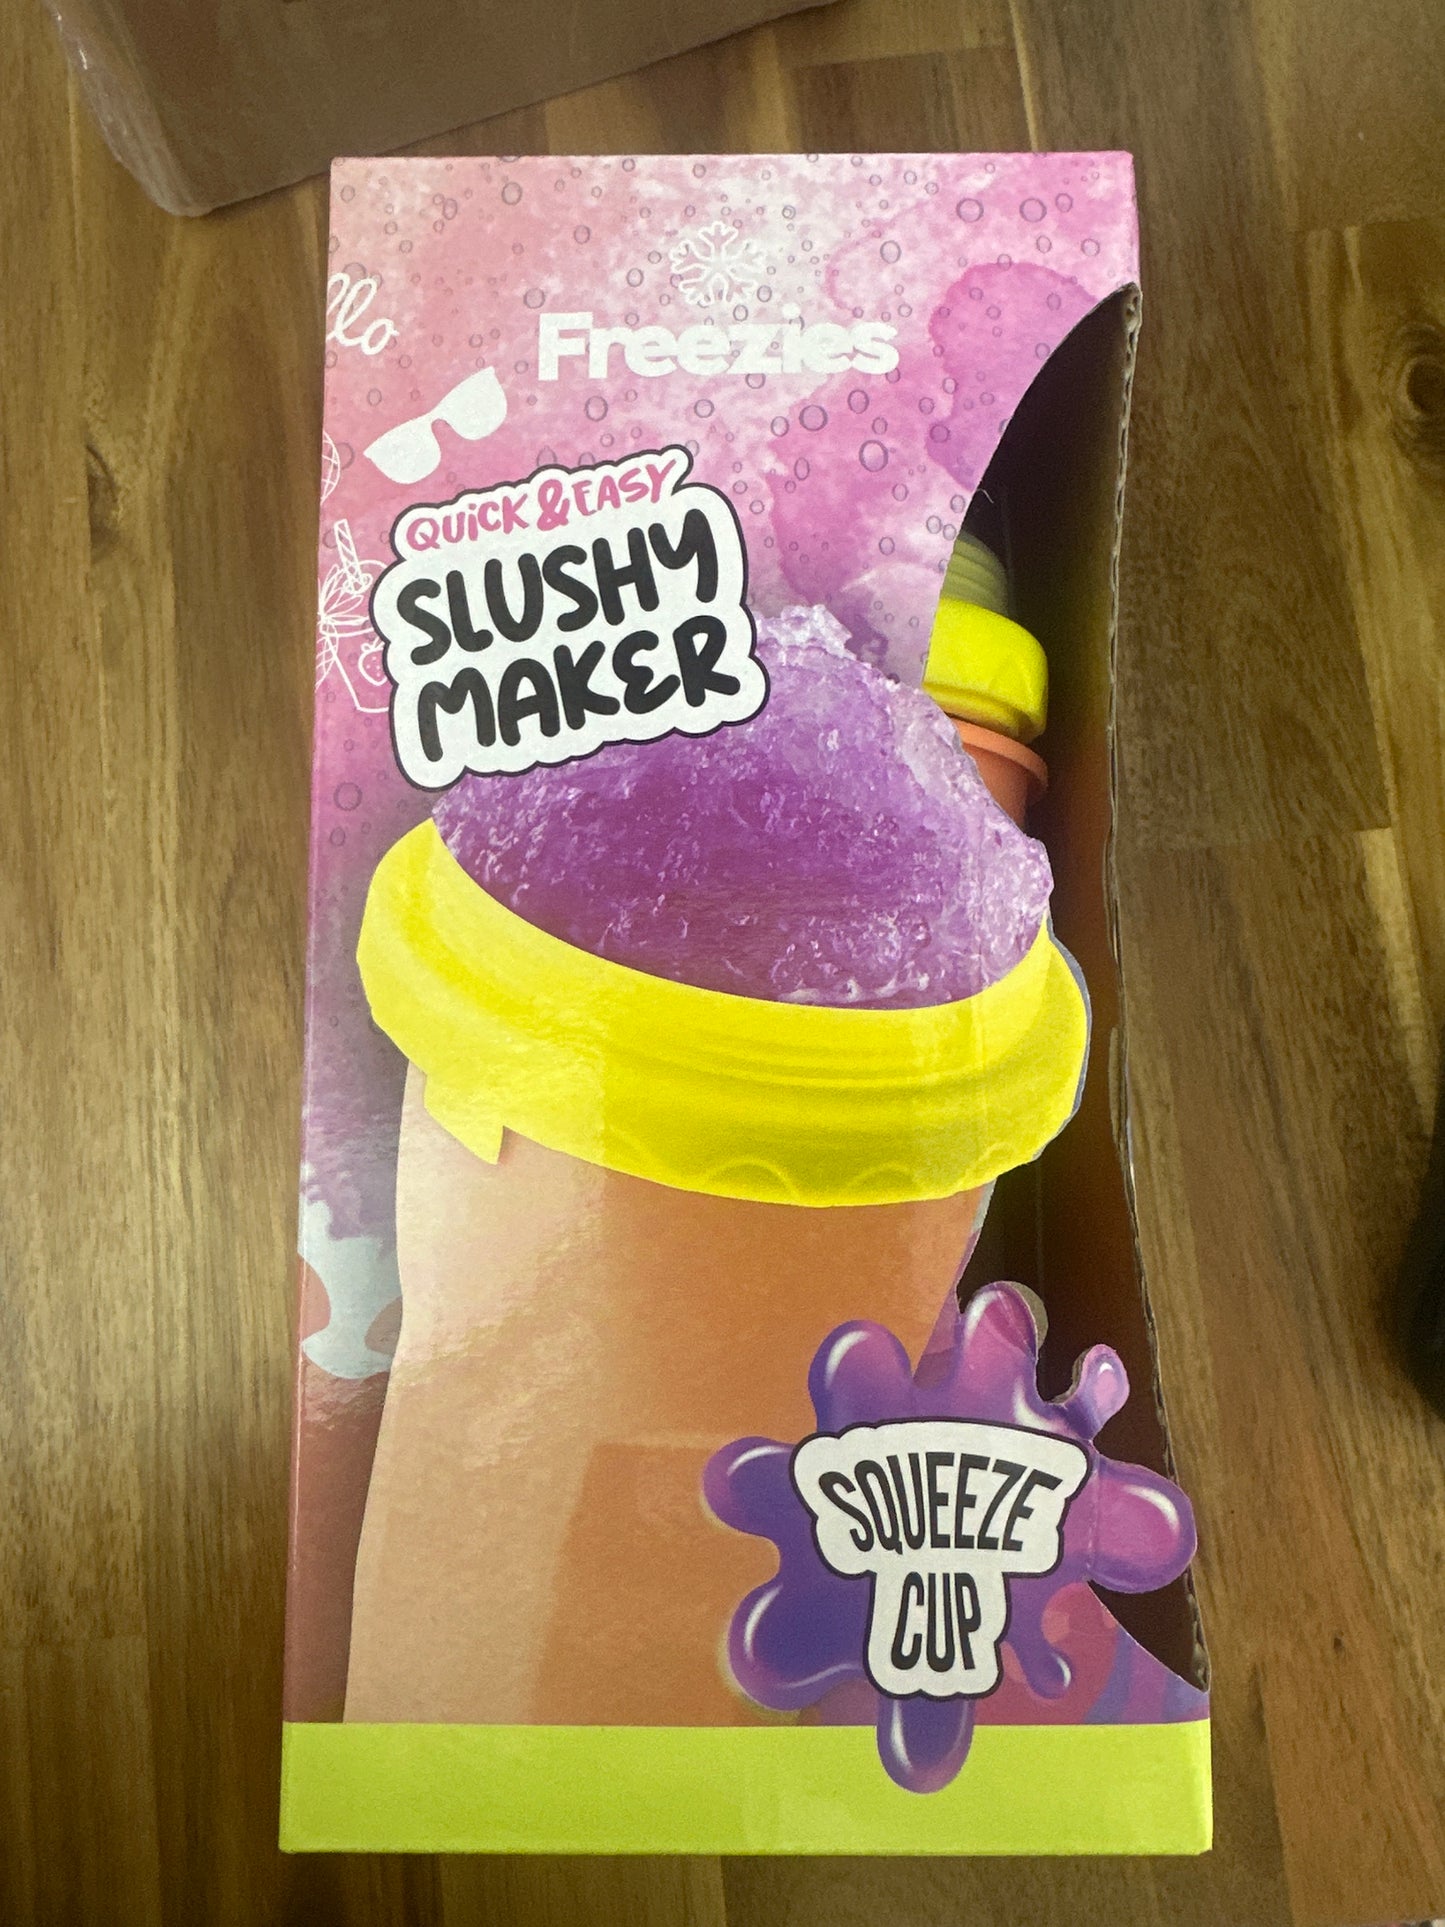 Freezies
QUICK & EASY
SLUSHY
MAKER
SQUEEZE
CUP